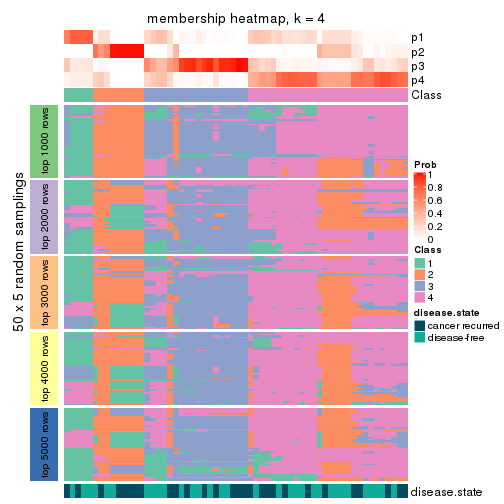 membership heatmap, k = 4
p1
p2
p3
p4
Class
50 x 5 random samplings
top 1000 rows
top 2000 rows
top 3000 rows
top 4000 rows
top 5000 rows
disease.state
Prob
1
0.8
0.6
0.4
0.2
0
Class
1
2
3
4
disease.state
cancer recurred
disease-free